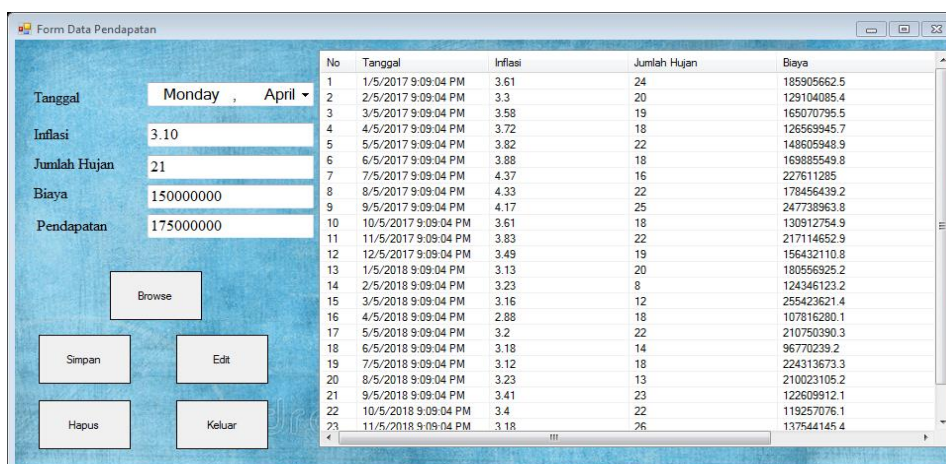 Form Data Pendapatan
Tanggal Monday , April
Inflasi 3.10
Jumlah Hujan 21
Biaya 150000000
Pendapatan 175000000
Browse
Simpan Edit
Hapus Keluar
No Tanggal Inflasi Jumlah Hujan Biaya
1 1/5/2017 9:09:04 PM 3.61 24 185905662.5
2 2/5/2017 9:09:04 PM 3.3 20 129104085.4
3 3/5/2017 9:09:04 PM 3.58 19 165070795.5
4 4/5/2017 9:09:04 PM 3.72 18 126569945.7
5 5/5/2017 9:09:04 PM 3.82 22 148605948.9
6 6/5/2017 9:09:04 PM 3.88 18 169885549.8
7 7/5/2017 9:09:04 PM 4.37 16 227611285
8 8/5/2017 9:09:04 PM 4.33 22 178456439.2
9 9/5/2017 9:09:04 PM 4.17 25 247738963.8
10 10/5/2017 9:09:04 PM 3.61 18 130912754.9
11 11/5/2017 9:09:04 PM 3.83 22 217114652.9
12 12/5/2017 9:09:04 PM 3.49 19 156432110.8
13 1/5/2018 9:09:04 PM 3.13 20 180556925.2
14 2/5/2018 9:09:04 PM 3.23 8 124346123.2
15 3/5/2018 9:09:04 PM 3.16 12 255423621.4
16 4/5/2018 9:09:04 PM 2.88 18 107816280.1
17 5/5/2018 9:09:04 PM 3.2 22 210750390.3
18 6/5/2018 9:09:04 PM 3.18 14 96770239.2
19 7/5/2018 9:09:04 PM 3.12 18 224313673.3
20 8/5/2018 9:09:04 PM 3.23 13 210023105.2
21 9/5/2018 9:09:04 PM 3.41 23 122609912.1
22 10/5/2018 9:09:04 PM 3.4 22 119257076.1
23 11/5/2018 9:09:04 PM 3.18 26 137544145.4